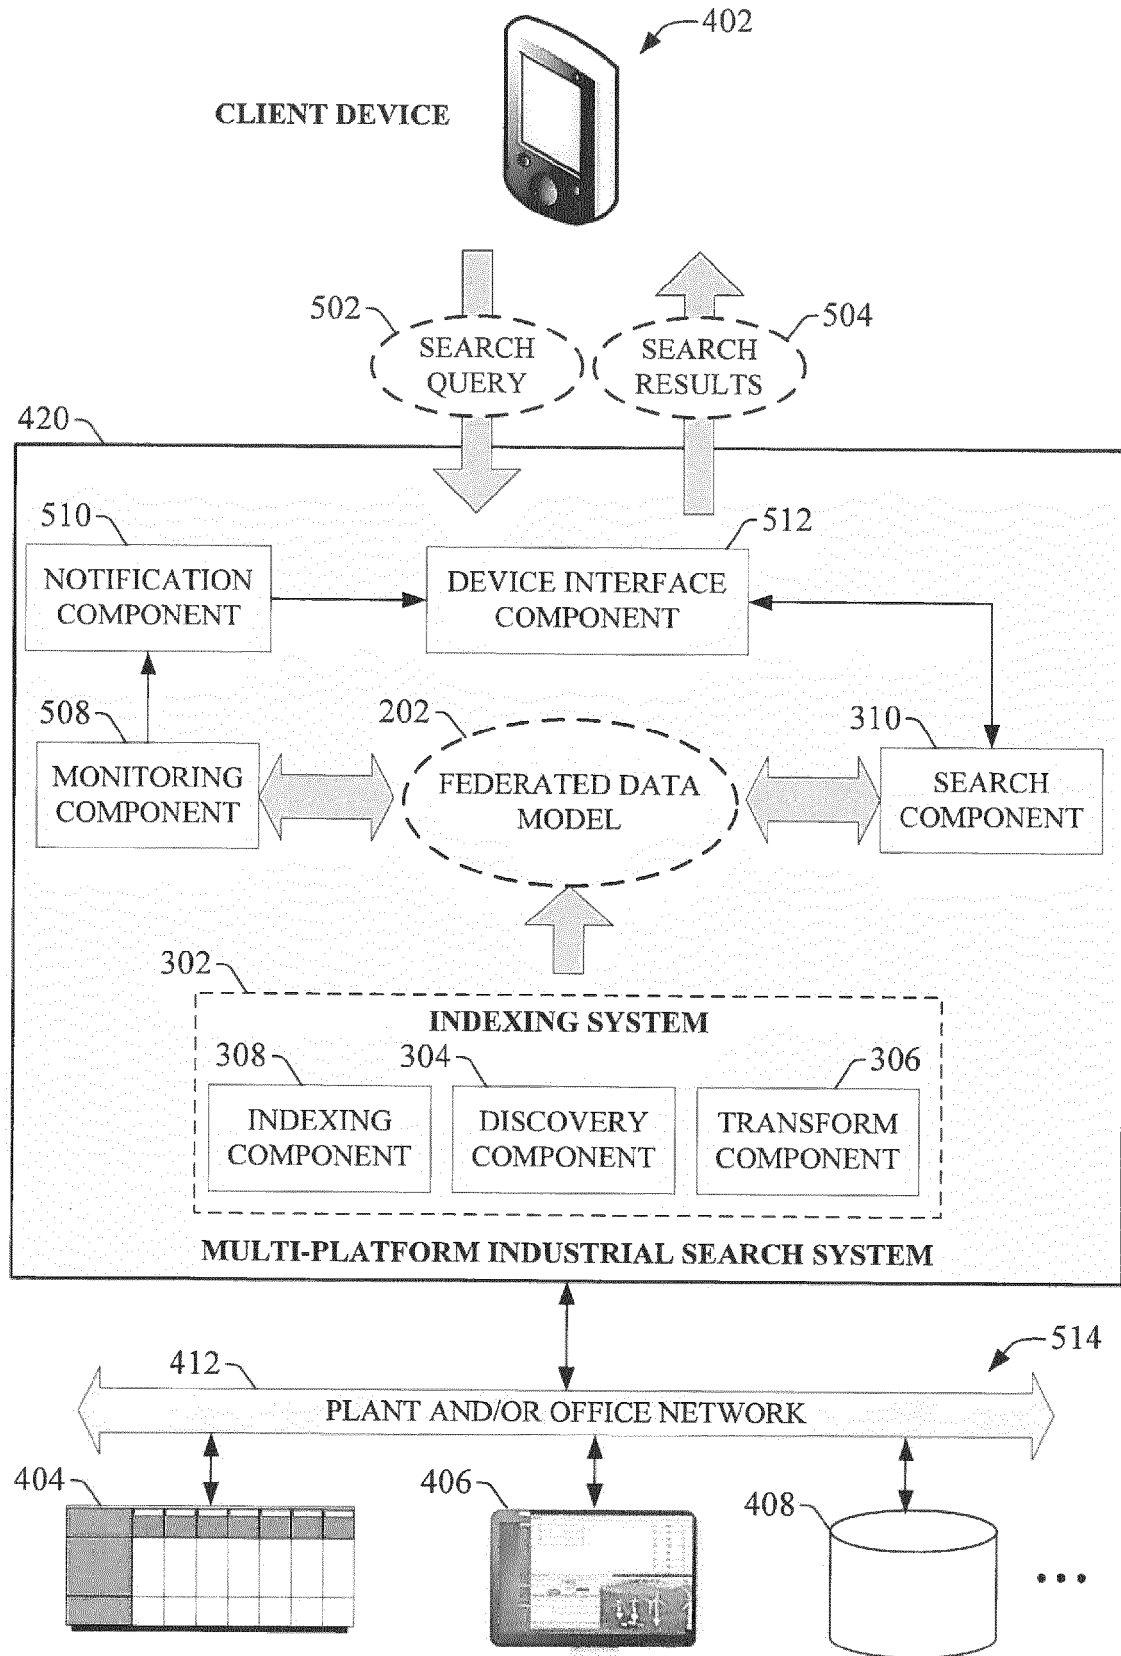 402
CLIENT DEVICE
502
504
SEARCH
QUERY
SEARCH
RESULTS
420
510
512
NOTIFICATION
COMPONENT
DEVICE INTERFACE
COMPONENT
508
202
310
MONITORING
COMPONENT
FEDERATED DATA
MODEL
SEARCH
COMPONENT
302
INDEXING SYSTEM
308
304
306
INDEXING
COMPONENT
DISCOVERY
COMPONENT
TRANSFORM
COMPONENT
MULTI-PLATFORM INDUSTRIAL SEARCH SYSTEM
514
412
PLANT AND/OR OFFICE NETWORK
404
406
408